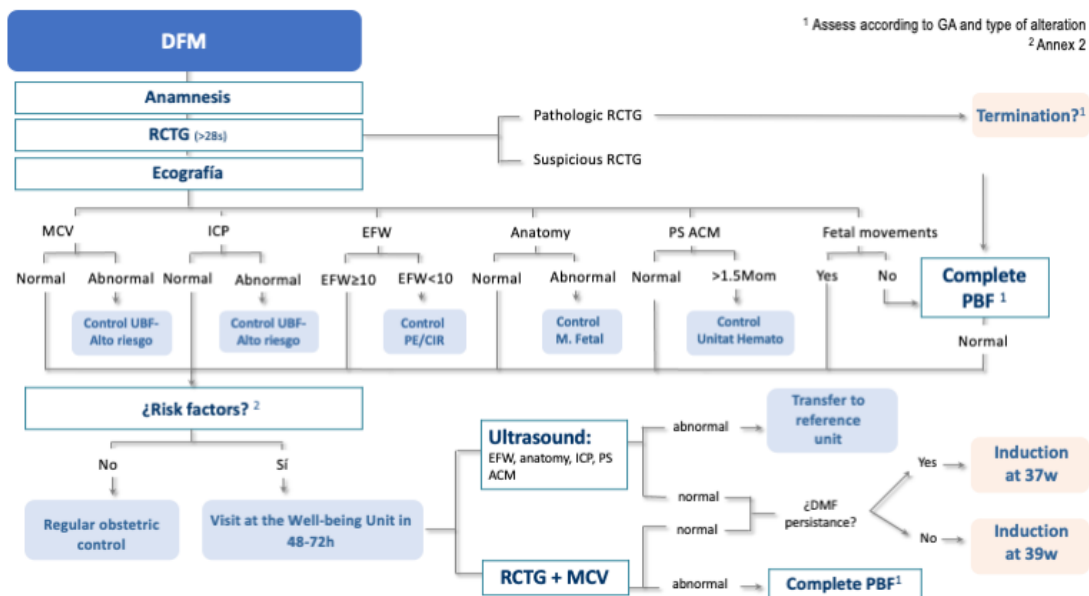 ¹ Assess according to GA and type of alteration
² Annex 2
DFM
Anamnesis
RCTG (>28s)
Ecografía
Pathologic RCTG
Suspicious RCTG
Termination?¹
MCV
ICP
EFW
Anatomy
PS ACM
Fetal movements
Normal
Abnormal
Normal
Abnormal
EFW≥10
EFW<10
Normal
Abnormal
Normal
>1.5Mom
Yes
No
Complete
PBF ¹
Control UBF-
Alto riesgo
Control UBF-
Alto riesgo
Control
PE/CIR
Control
M. Fetal
Control
Unitat Hemato
Normal
¿Risk factors? ²
No
Sí
Regular obstetric
control
Visit at the Well-being Unit in
48-72h
Ultrasound:
EFW, anatomy, ICP, PS
ACM
abnormal
Transfer to
reference
unit
normal
normal
¿DMF
persistance?
Yes
Induction
at 37w
No
Induction
at 39w
RCTG + MCV
abnormal
Complete PBF¹